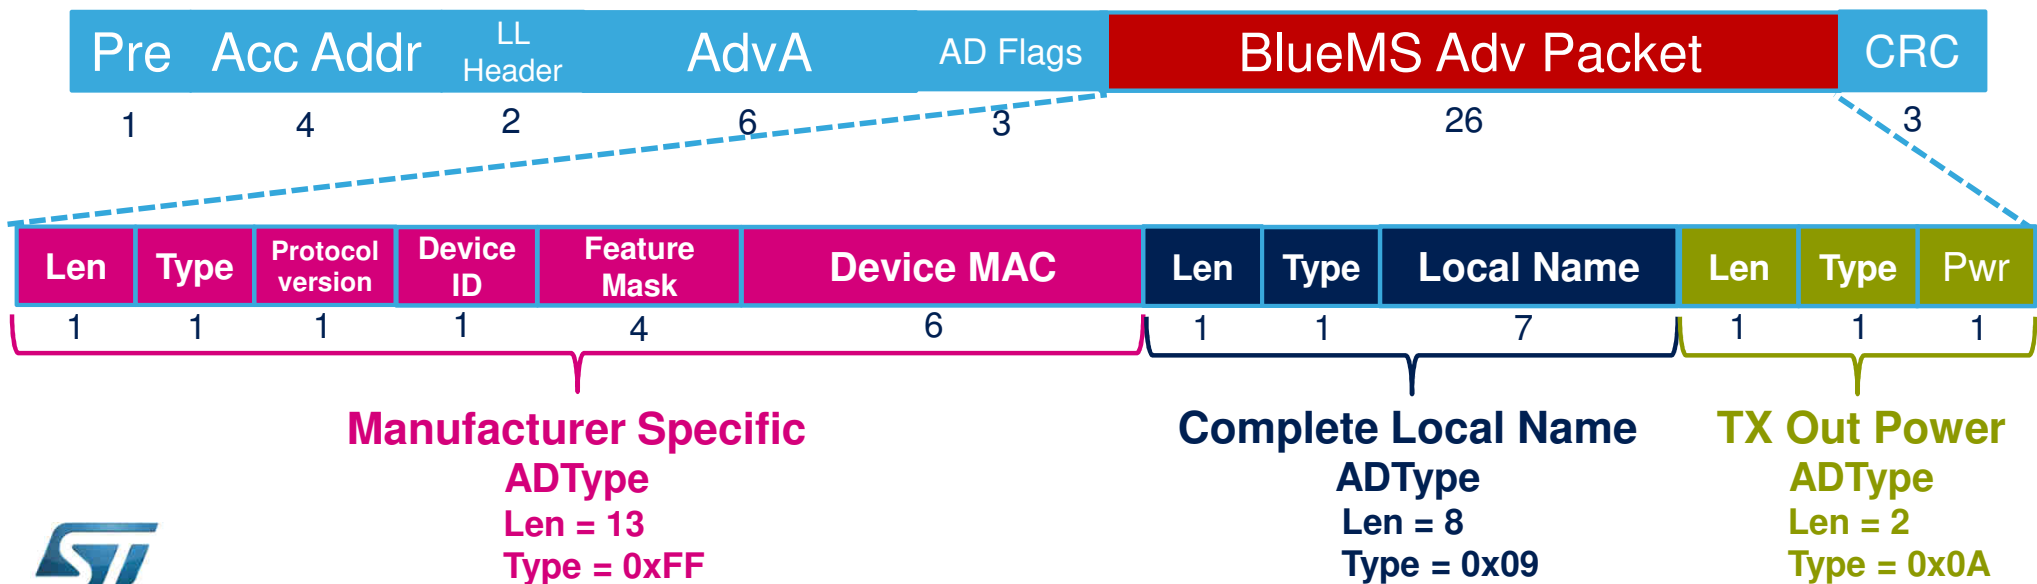 Pre Acc Addr LL Header AdvA AD Flags BlueMS Adv Packet CRC
1 4 2 6 3 26 3
Len Type Protocol version Device ID Feature Mask Device MAC Len Type Local Name Len Type Pwr
1 1 1 1 4 6 1 1 7 1 1 1
Manufacturer Specific Complete Local Name TX Out Power
ADType ADType ADType
Len = 13 Len = 8 Len = 2
Type = 0xFF Type = 0x09 Type = 0x0A
ST